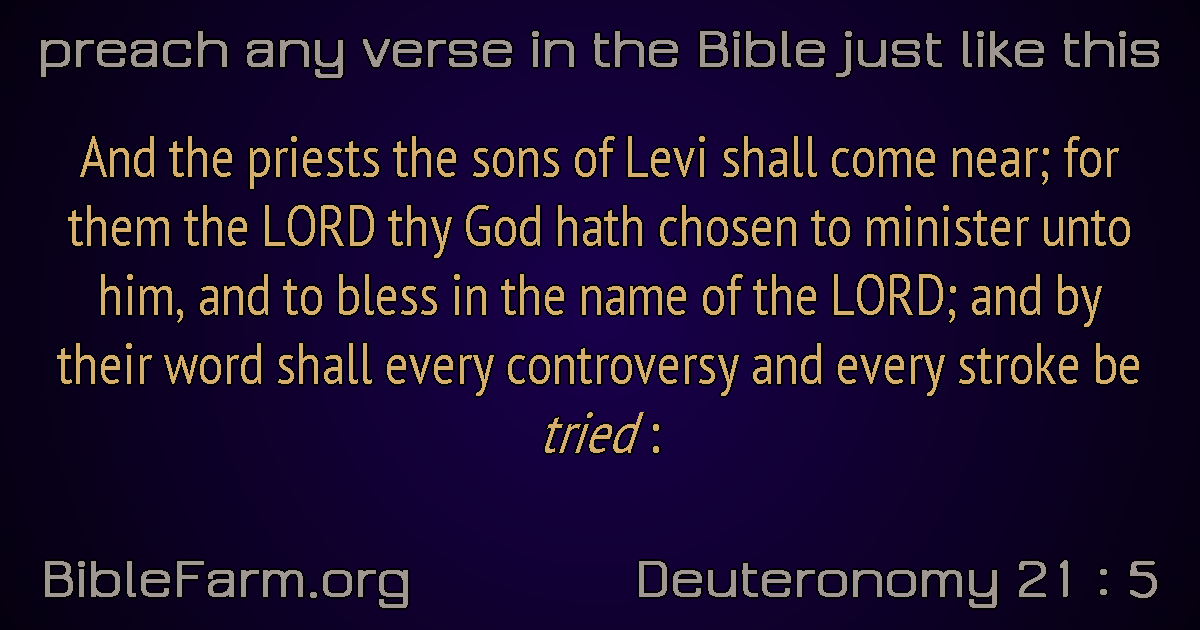 preach any verse in the Bible just like this
And the priests the sons of Levi shall come near; for
them the LORD thy God hath chosen to minister unto
him, and to bless in the name of the LORD; and by
their word shall every controversy and every stroke be
tried :
BibleFarm.org
Deuteronomy 21 : 5